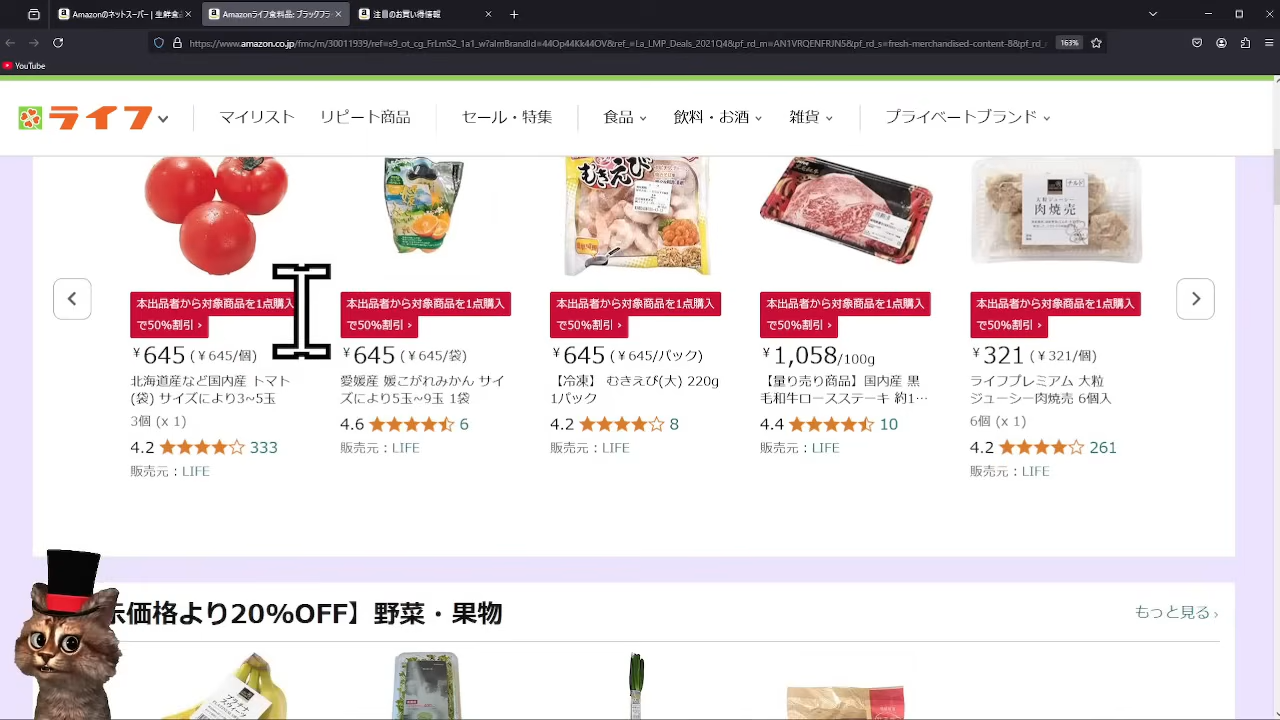 Amazonのネットスーパー | 生鮮食
Amazonライフ食料品: ブラックフ
注目のお買い得情報
https://www.amazon.co.jp/fmc/m/30011939/ref=s9_ot_cg_FrLmS2_1a1_w?almBrandId=44Op44Kk44OV&ref=La_LMP_Deals_2021Q4&pf_rd_m=AN1VRQENFRJN5&pf_rd_s=fresh-merchandised-content-8&pf_rd_
163%
YouTube
ライフ
マイリスト
リピート商品
セール・特集
食品
飲料・お酒
雑貨
プライベートブランド
むきえび
肉焼売
本出品者から対象商品を1点購入
で50%割引 ›
¥645 (¥645/個)
北海道産など国内産 トマト
(袋) サイズにより3~5玉
3個 (x 1)
4.2 333
販売元：LIFE
本出品者から対象商品を1点購入
で50%割引 ›
¥645 (¥645/袋)
愛媛産 媛こがれみかん サイ
ズにより5玉~9玉 1袋
4.6 6
販売元：LIFE
本出品者から対象商品を1点購入
で50%割引 ›
¥645 (¥645/パック)
【冷凍】 むきえび(大) 220g
1パック
4.2 8
販売元：LIFE
本出品者から対象商品を1点購入
で50%割引 ›
¥1,058/100g
【量り売り商品】国内産 黒
毛和牛ロースステーキ 約1…
4.4 10
販売元：LIFE
本出品者から対象商品を1点購入
で50%割引 ›
¥321 (¥321/個)
ライフプレミアム 大粒
ジューシー肉焼売 6個入
6個 (x 1)
4.2 261
販売元：LIFE
示価格より20%OFF】野菜・果物
もっと見る ›